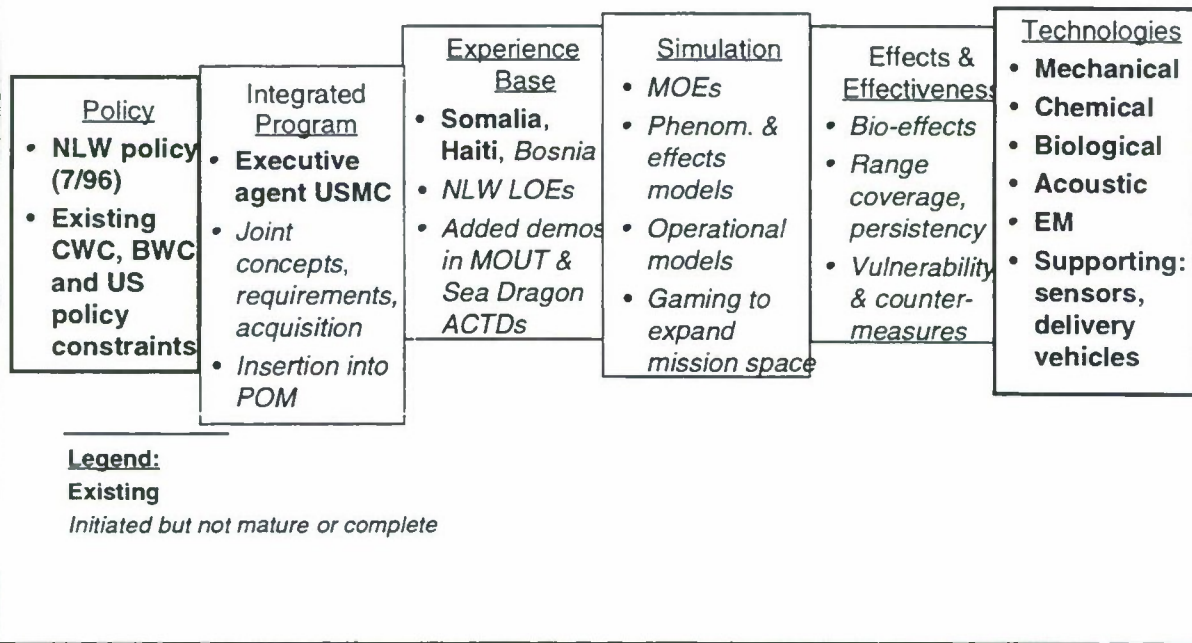 Policy
• NLW policy
(7/96)
• Existing
CWC, BWC
and US
policy
constraints
Integrated
Program
• Executive
agent USMC
• Joint
concepts,
requirements,
acquisition
• Insertion into
POM
Experience
Base
• Somalia,
Haiti, Bosnia
• NLW LOEs
• Added demos
in MOUT &
Sea Dragon
ACTDs
Simulation
• MOEs
• Phenom. &
effects
models
• Operational
models
• Gaming to
expand
mission space
Effects &
Effectiveness
• Bio-effects
• Range
coverage,
persistency
• Vulnerability
& counter-
measures
Technologies
• Mechanical
• Chemical
• Biological
• Acoustic
• EM
• Supporting:
sensors,
delivery
vehicles
Legend:
Existing
Initiated but not mature or complete